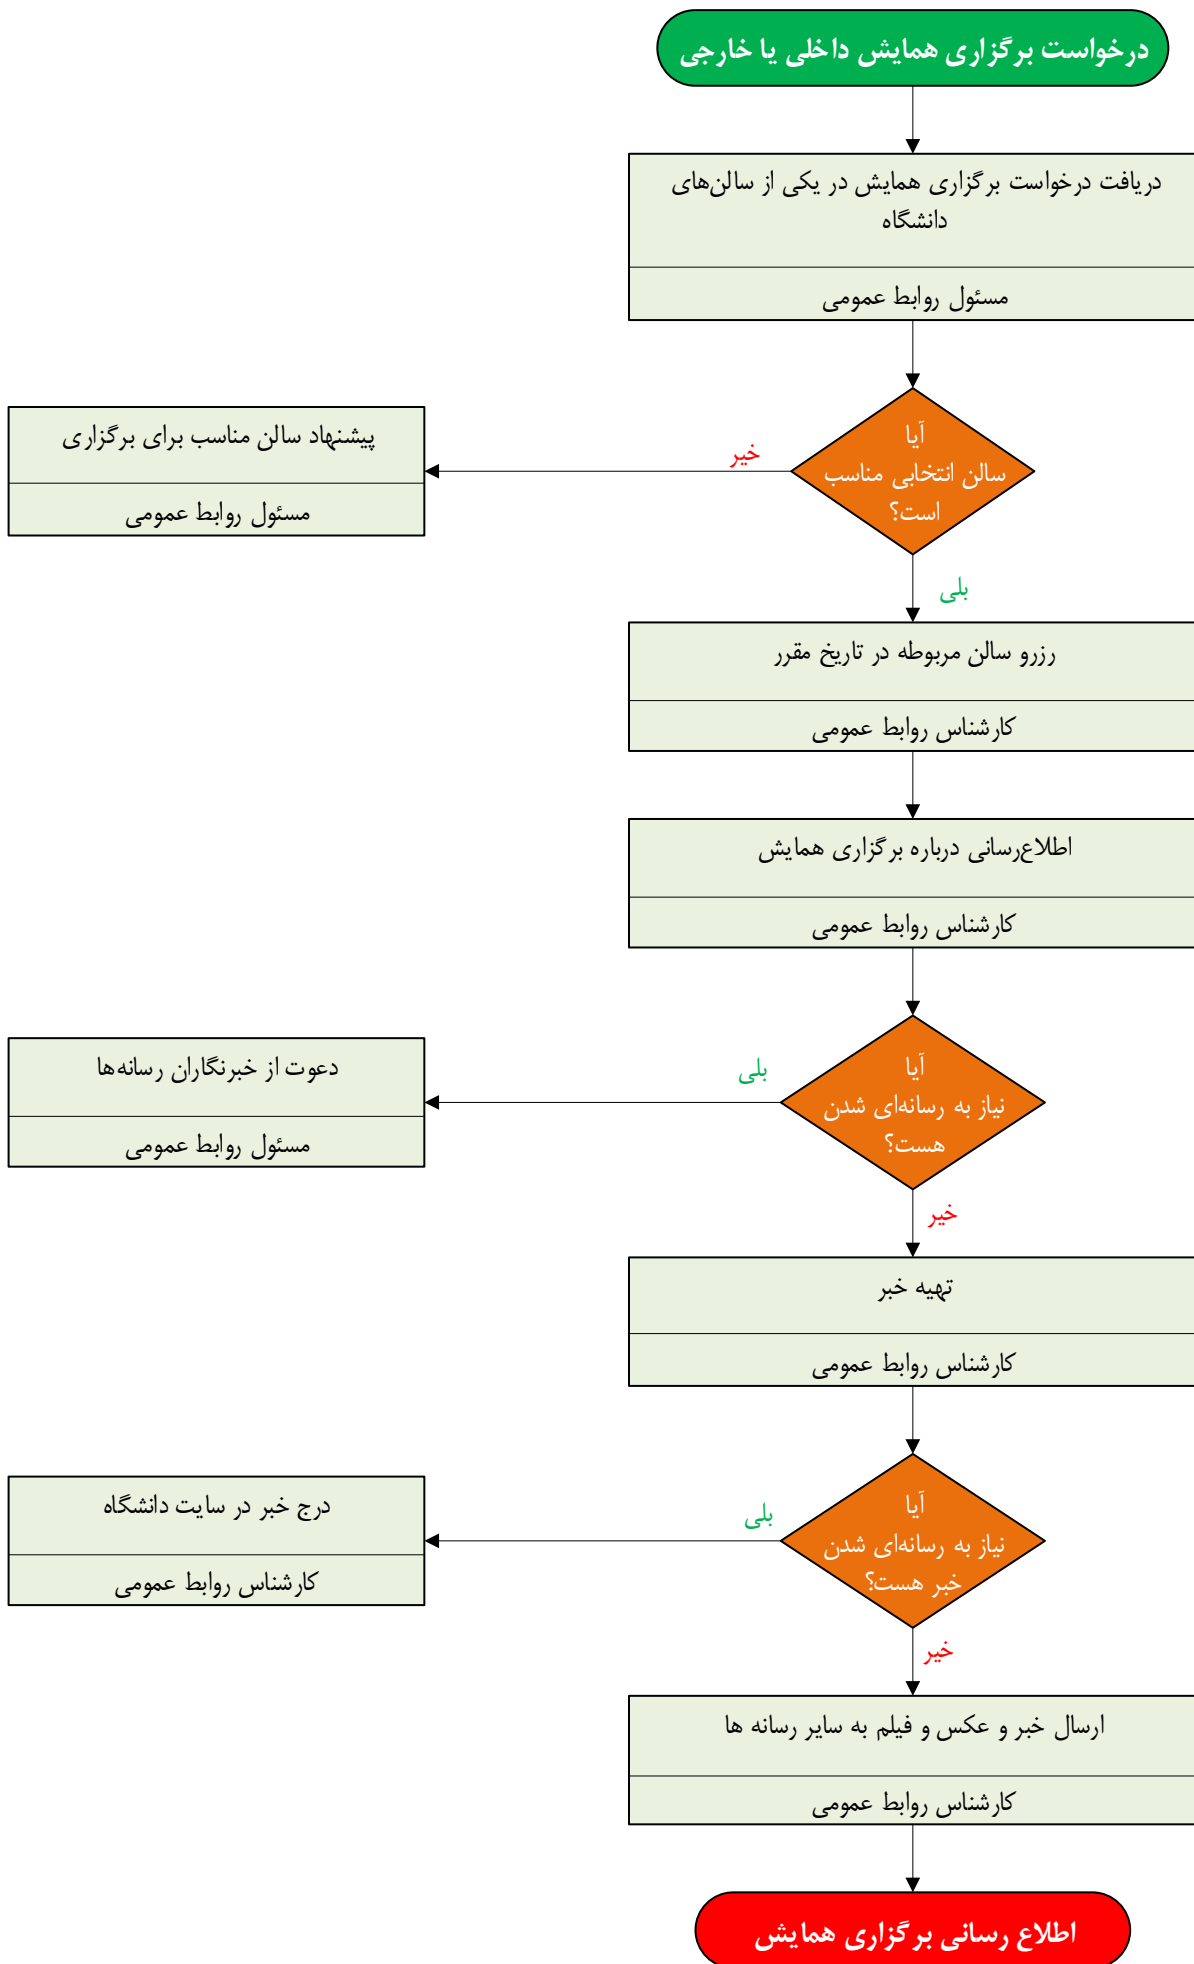 درخواست برگزاری همایش داخلی یا خارجی
دریافت درخواست برگزاری همایش در یکی از سالن‌های
دانشگاه
مسئول روابط عمومی
آیا
سالن انتخابی مناسب
است؟
خیر
پیشنهاد سالن مناسب برای برگزاری
مسئول روابط عمومی
بلی
رزرو سالن مربوطه در تاریخ مقرر
کارشناس روابط عمومی
اطلاع‌رسانی درباره برگزاری همایش
کارشناس روابط عمومی
آیا
نیاز به رسانه‌ای شدن
هست؟
بلی
دعوت از خبرنگاران رسانه‌ها
مسئول روابط عمومی
خیر
تهیه خبر
کارشناس روابط عمومی
آیا
نیاز به رسانه‌ای شدن
خبر هست؟
بلی
درج خبر در سایت دانشگاه
کارشناس روابط عمومی
خیر
ارسال خبر و عکس و فیلم به سایر رسانه ها
کارشناس روابط عمومی
اطلاع رسانی برگزاری همایش